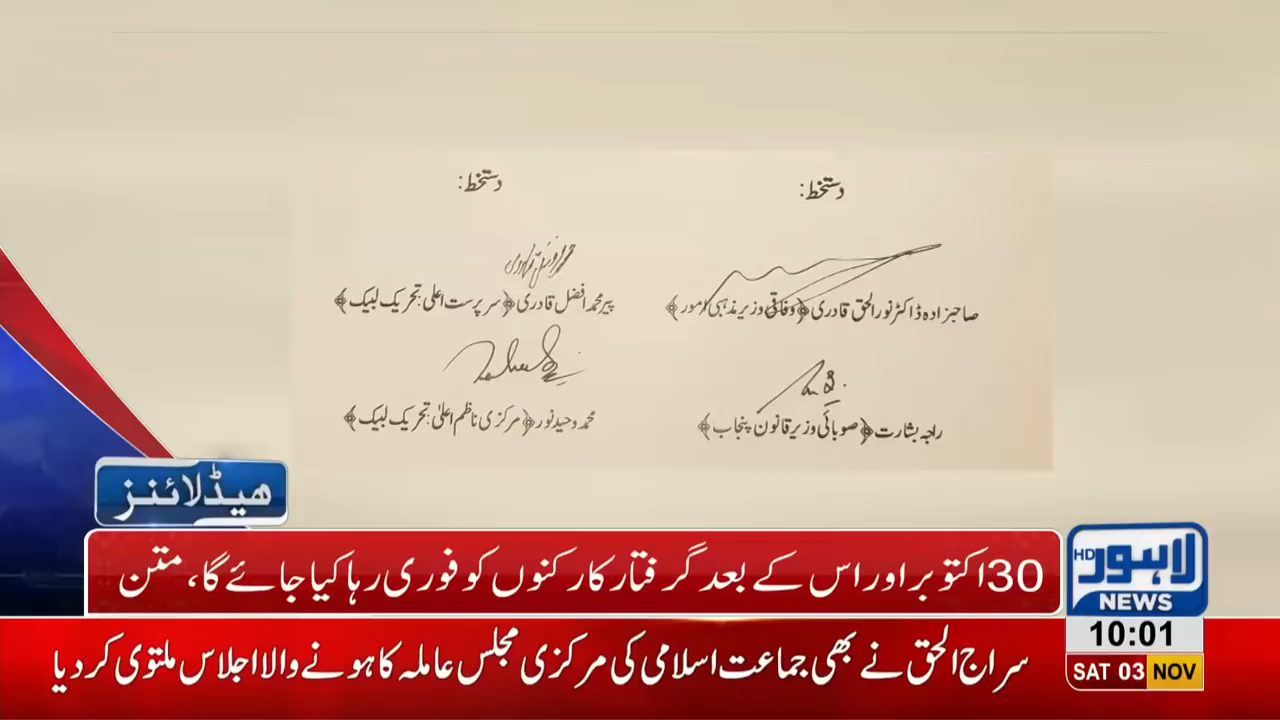 دستخط:
دستخط:
صاحبزادہ ڈاکٹر نور الحق قادری ﴿وفاقی وزیر مذہبی امور﴾
پیر محمد افضل قادری ﴿سرپرست اعلی: تحریک لبیک﴾
راجہ بشارت ﴿صوبائی وزیر قانون پنجاب﴾
محمد وحید نور ﴿مرکزی ناظم اعلیٰ: تحریک لبیک﴾
ھیڈلائنز
30 اکتوبر اور اس کے بعد گرفتار کارکنوں کو فوری رہا کیا جائے گا، متن
لاہور HD
NEWS
10:01
سراج الحق نے بھی جماعت اسلامی کی مرکزی مجلس عاملہ کا ہونے والا اجلاس ملتوی کر دیا
SAT 03 NOV